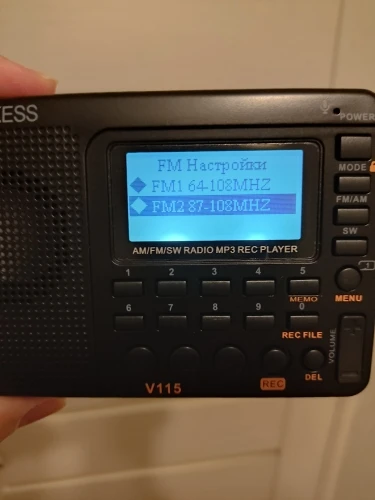 ESS
POWER
FM Настройки
FM1 64-108MHZ
FM2 87-108MHZ
MODE
FM/AM
SW
AM/FM/SW RADIO MP3 REC PLAYER
1 2 3 4 5
MEMO
MENU
6 7 8 9 0
REC FILE
VOLUME
DEL
V115
REC